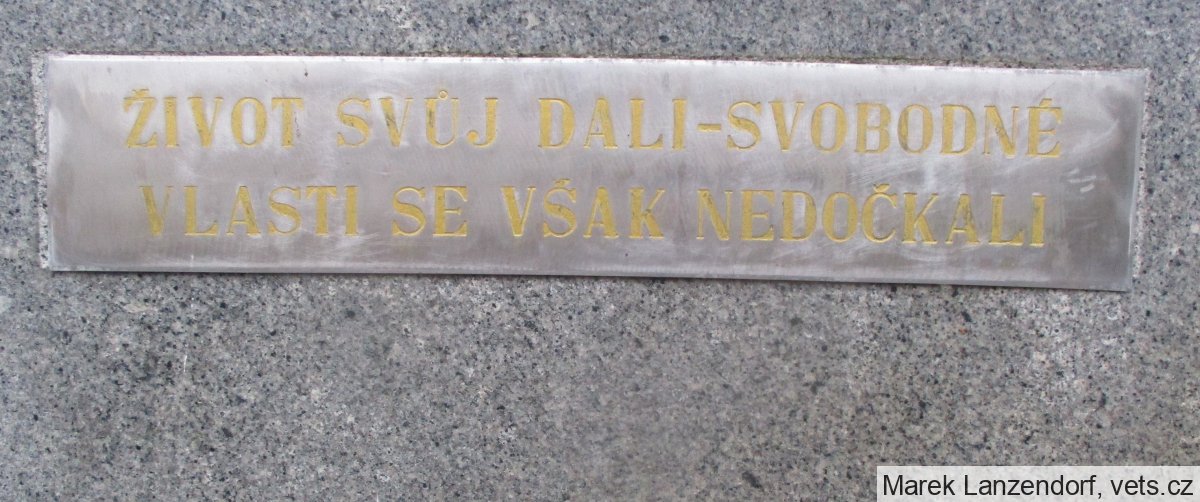 ŽIVOT SVŮJ DALI-SVOBODNÉ
VLASTI SE VŠAK NEDOČKALI
Marek Lanzendorf, vets.cz